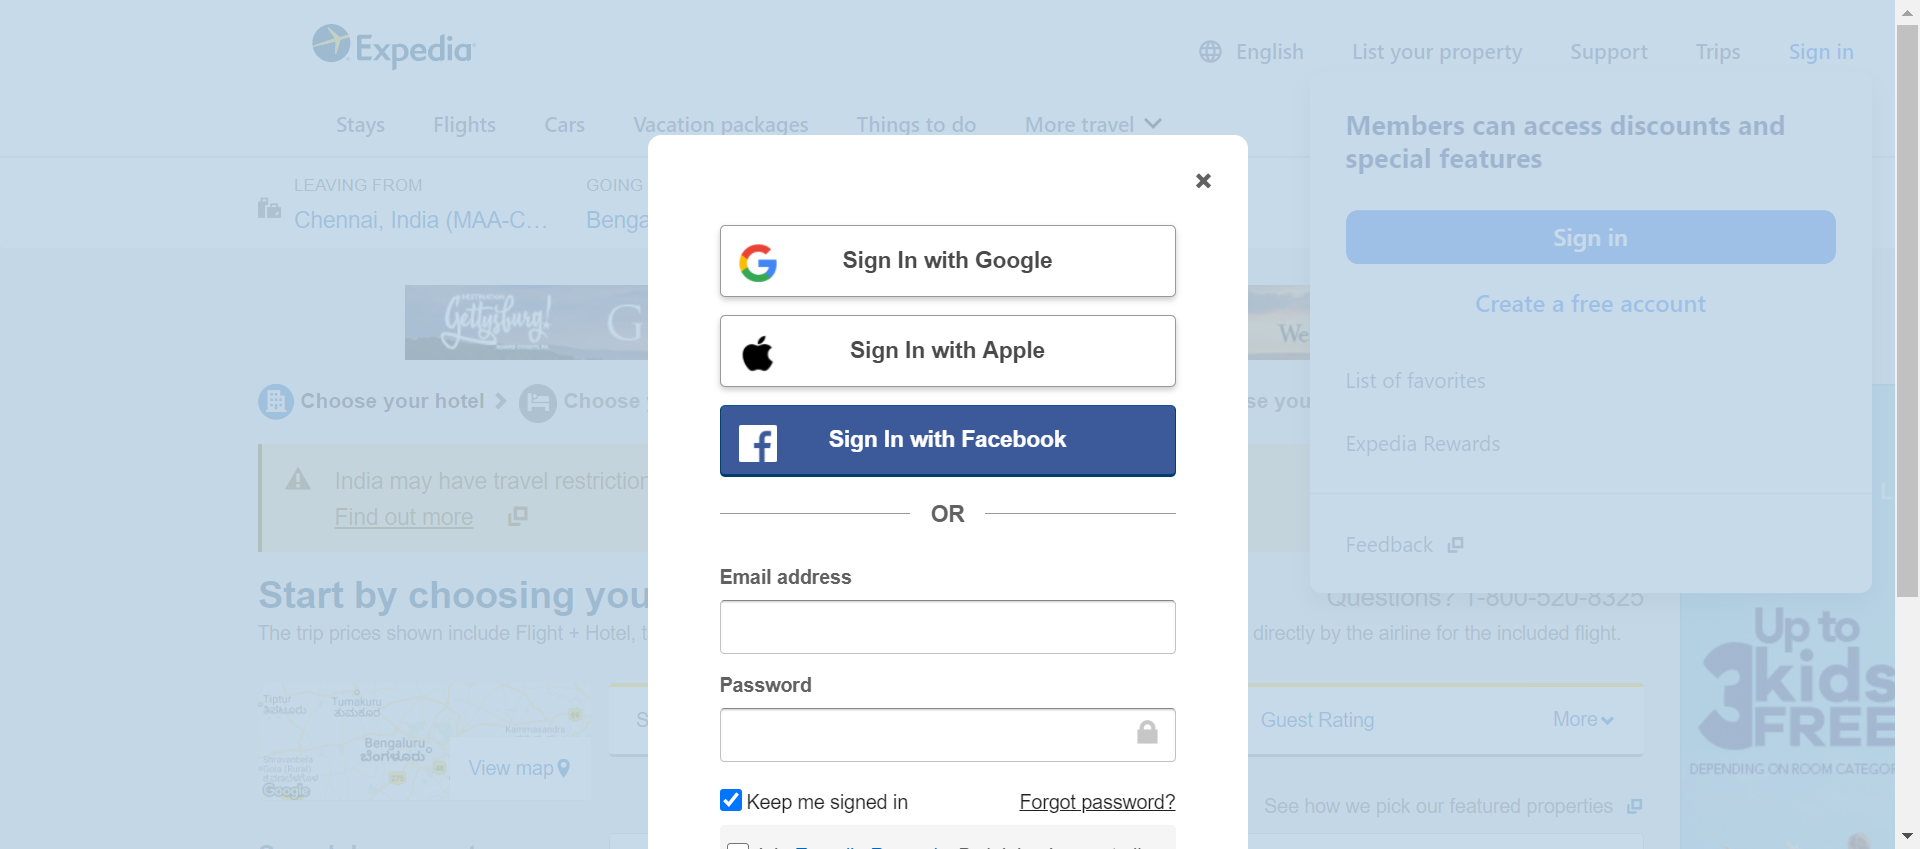 Expedia
English
List your property
Support
Trips
Sign in
Stays
Flights
Cars
Vacation packages
Things to do
More travel
Members can access discounts and
special features
Sign in
Create a free account
List of favorites
Expedia Rewards
Feedback
LEAVING FROM
Chennai, India (MAA-C...
GOING
Benga
Gettysburg!
G
We
Choose your hotel
Choose
se you
India may have travel restriction
Find out more
Start by choosing you
The trip prices shown include Flight + Hotel, t
Questions? 1-800-520-8325
directly by the airline for the included flight.
Sign In with Google
Sign In with Apple
Sign In with Facebook
OR
Email address
Password
Keep me signed in
Forgot password?
Expedia Rewards
Tiptur
Tumakuru
ತುಮಕೂರು
Bengaluru
ಬೆಂಗಳೂರು
Google
View map
S
Guest Rating
More
See how we pick our featured properties
L
Up to
3 kids
FREE
DEPENDING ON ROOM CATEGOR